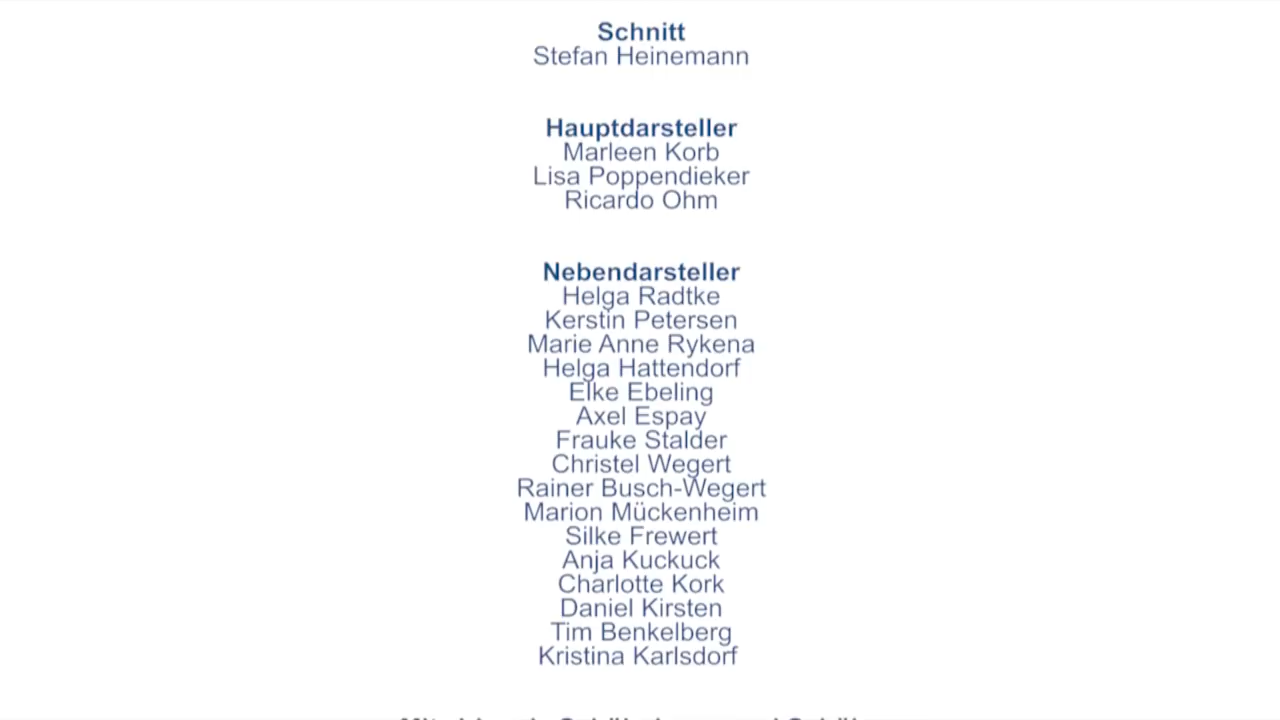 Schnitt
Stefan Heinemann
Hauptdarsteller
Marleen Korb
Lisa Poppendieker
Ricardo Ohm
Nebendarsteller
Helga Radtke
Kerstin Petersen
Marie Anne Rykena
Helga Hattendorf
Elke Ebeling
Axel Espay
Frauke Stalder
Christel Wegert
Rainer Busch-Wegert
Marion Mückenheim
Silke Frewert
Anja Kuckuck
Charlotte Kork
Daniel Kirsten
Tim Benkelberg
Kristina Karlsdorf